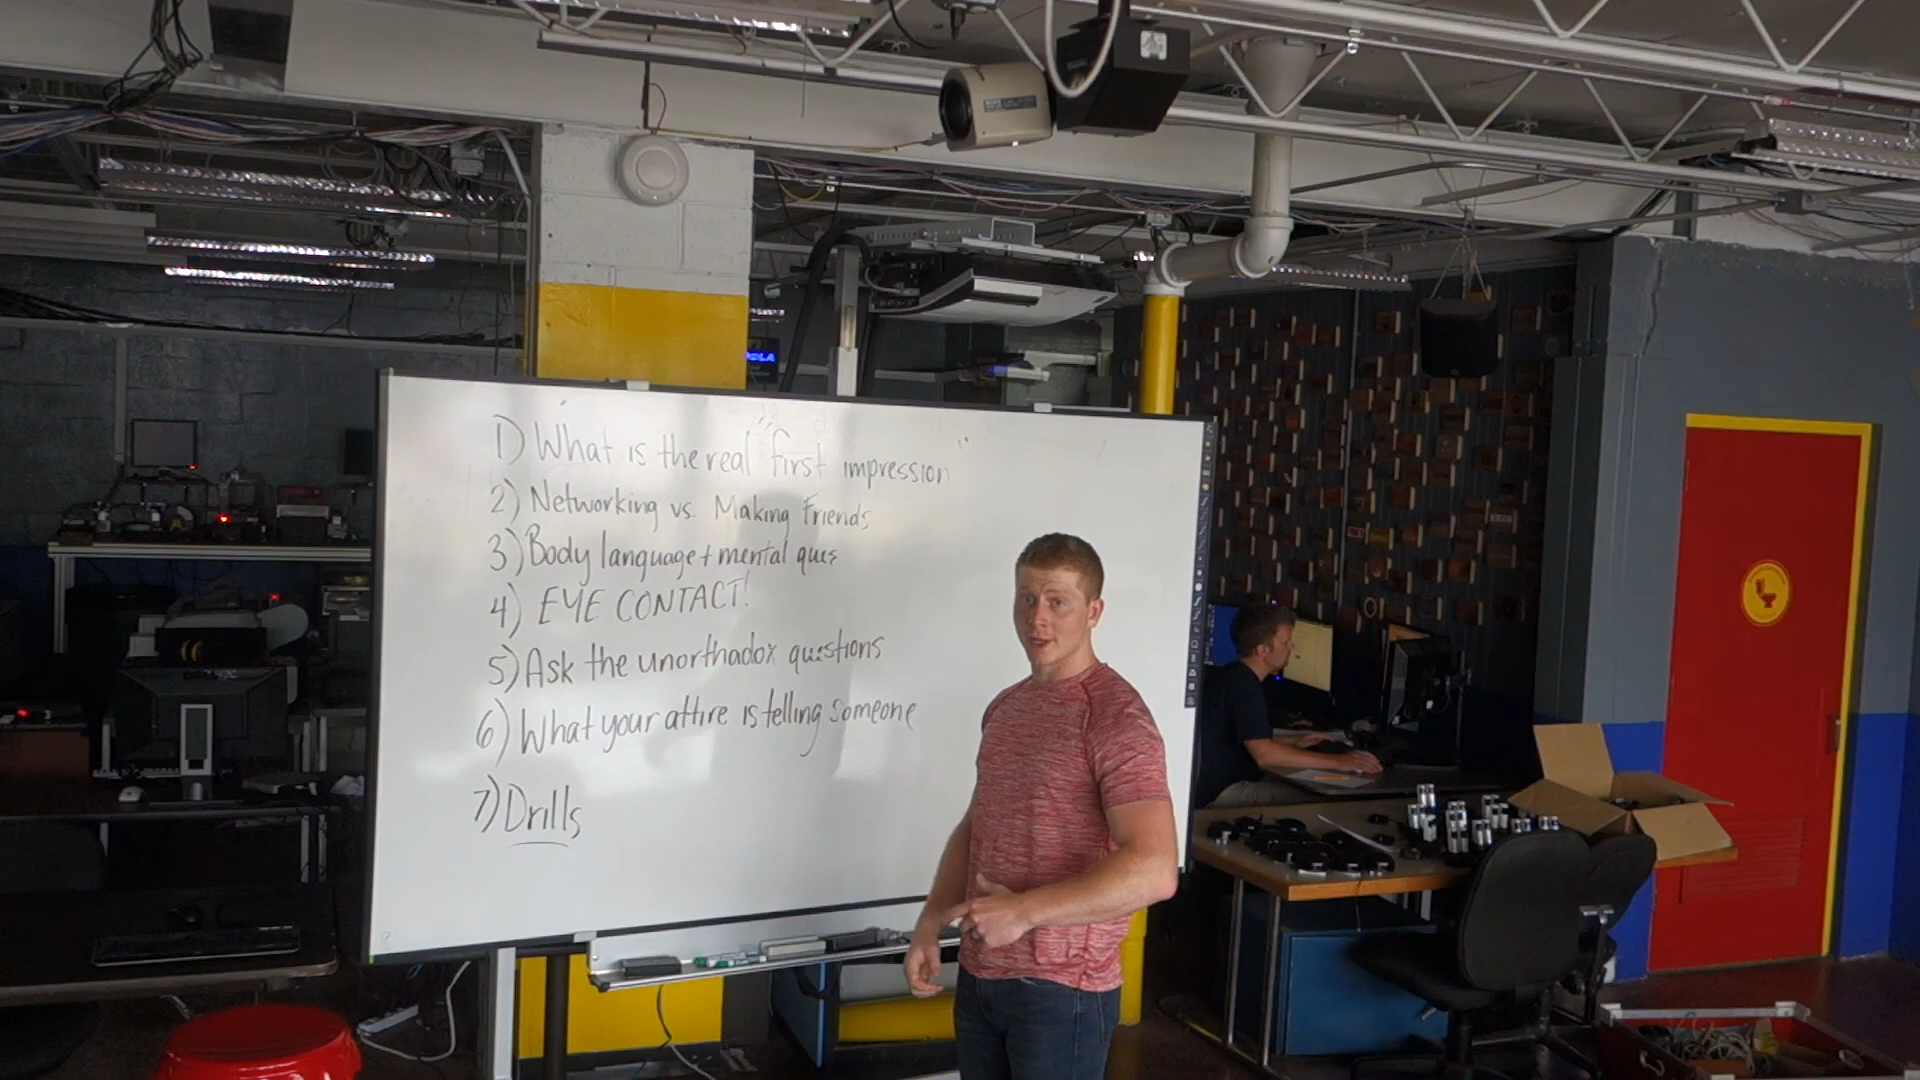 1) What is the real "first impression"
2) Networking vs. Making Friends
3) Body language + mental ques
4) EYE CONTACT!
5) Ask the unorthadox questions
6) What your attire is telling someone
7) Drills